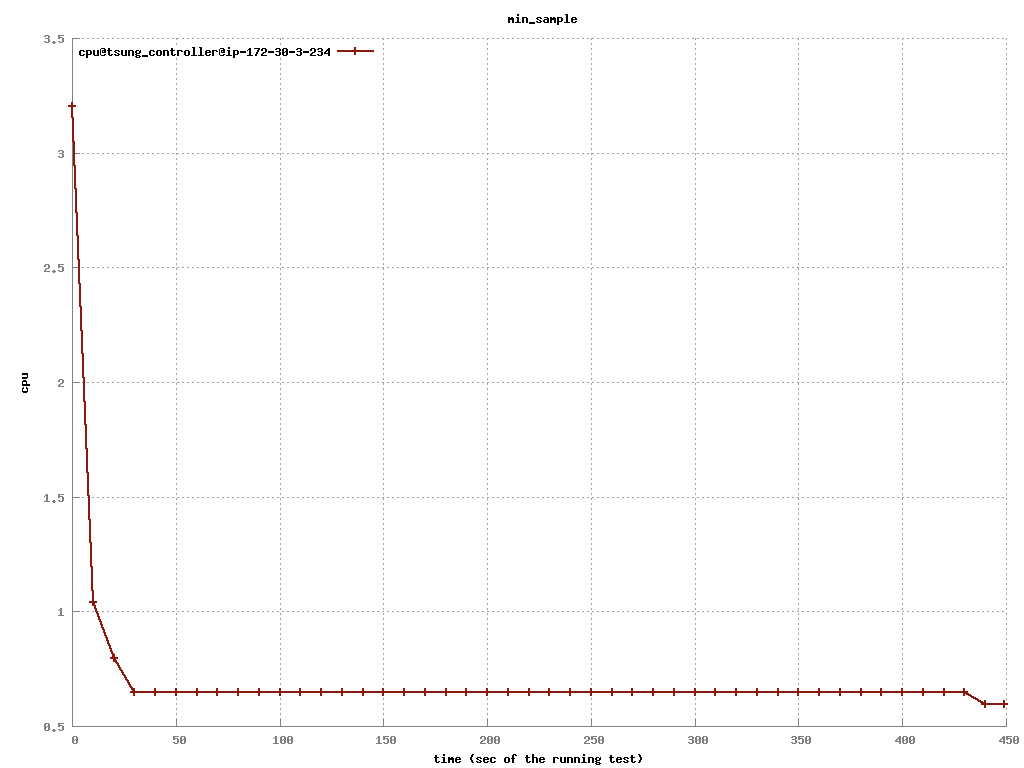 min_sample
3.5
cpu@tsung_controller@ip-172-30-3-234
3
2.5
2
cpu
1.5
1
0.5
0 50 100 150 200 250 300 350 400 450
time (sec of the running test)